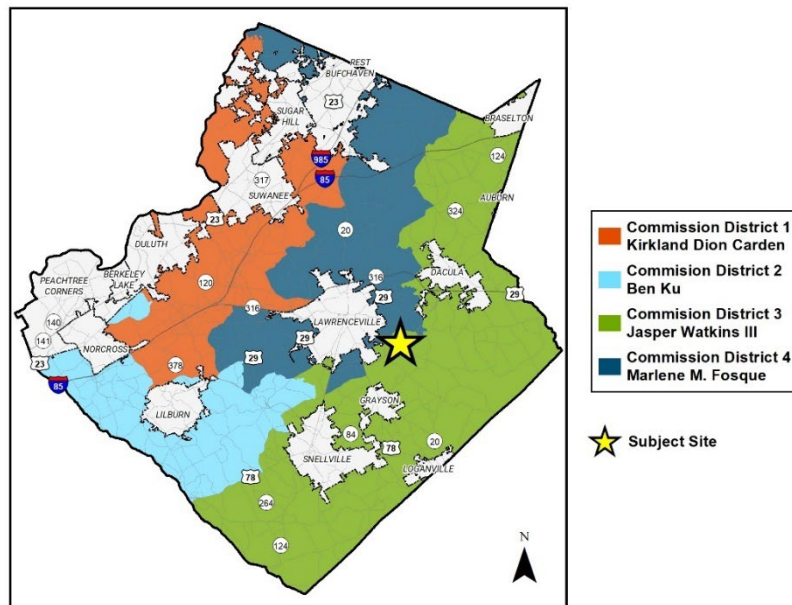 REST
BUFCHAVEN
23
SUGAR
HILL
BRASELTON
985
124
85
317
SUWANEE
AUBURN
324
23
20
DULUTH
DACULA
BERKELEY
LAKE
316
PEACHTREE
CORNERS
120
29
29
316
LAWRENCEVILLE
140
141
29
NORCROSS
23
29
378
85
GRAYSON
LILBURN
84
20
78
SNELLVILLE
LOGANVILLE
78
264
124
N
Commission District 1
Kirkland Dion Carden
Commision District 2
Ben Ku
Commission District 3
Jasper Watkins III
Commission District 4
Marlene M. Fosque
Subject Site